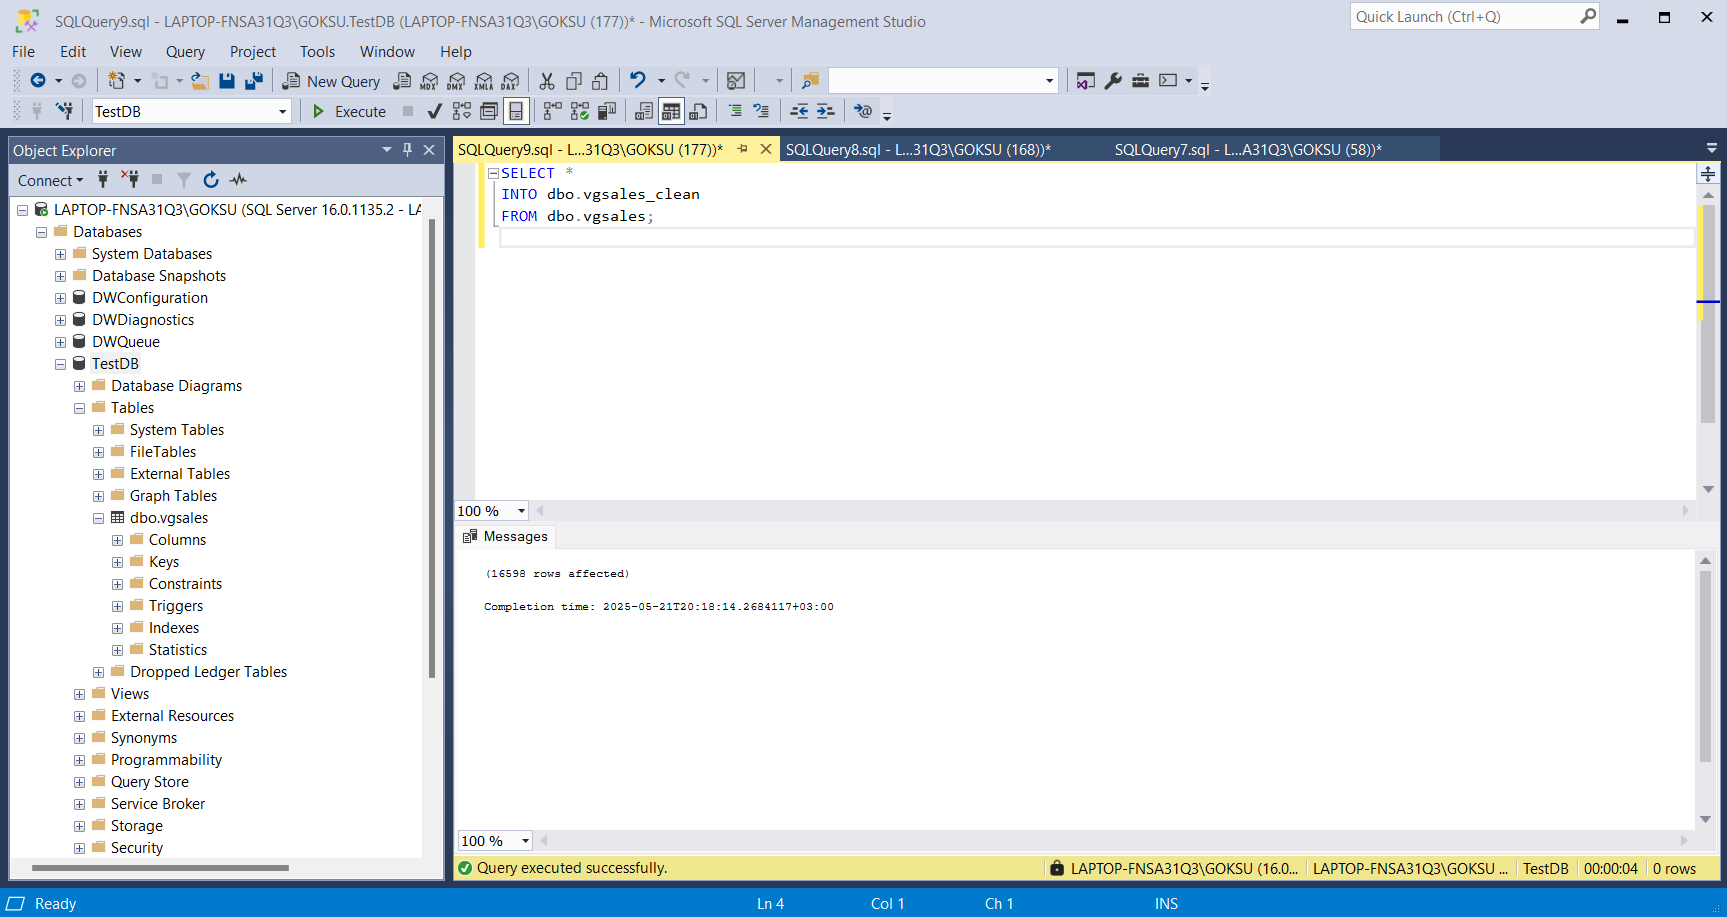 SQLQuery9.sql - LAPTOP-FNSA31Q3\GOKSU.TestDB (LAPTOP-FNSA31Q3\GOKSU (177))* - Microsoft SQL Server Management Studio
Quick Launch (Ctrl+Q)
File Edit View Query Project Tools Window Help
New Query MDX DMX XMLA DAX
TestDB Execute
Object Explorer
Connect
LAPTOP-FNSA31Q3\GOKSU (SQL Server 16.0.1135.2 - LA
Databases
System Databases
Database Snapshots
DWConfiguration
DWDiagnostics
DWQueue
TestDB
Database Diagrams
Tables
System Tables
FileTables
External Tables
Graph Tables
dbo.vgsales
Columns
Keys
Constraints
Triggers
Indexes
Statistics
Dropped Ledger Tables
Views
External Resources
Synonyms
Programmability
Query Store
Service Broker
Storage
Security
SQLQuery9.sql - L...31Q3\GOKSU (177))* SQLQuery8.sql - L...31Q3\GOKSU (168))* SQLQuery7.sql - L...A31Q3\GOKSU (58))*
SELECT *
INTO dbo.vgsales_clean
FROM dbo.vgsales;
100 %
Messages
(16598 rows affected)
Completion time: 2025-05-21T20:18:14.2684117+03:00
100 %
Query executed successfully. LAPTOP-FNSA31Q3\GOKSU (16.0... LAPTOP-FNSA31Q3\GOKSU ... TestDB 00:00:04 0 rows
Ready Ln 4 Col 1 Ch 1 INS